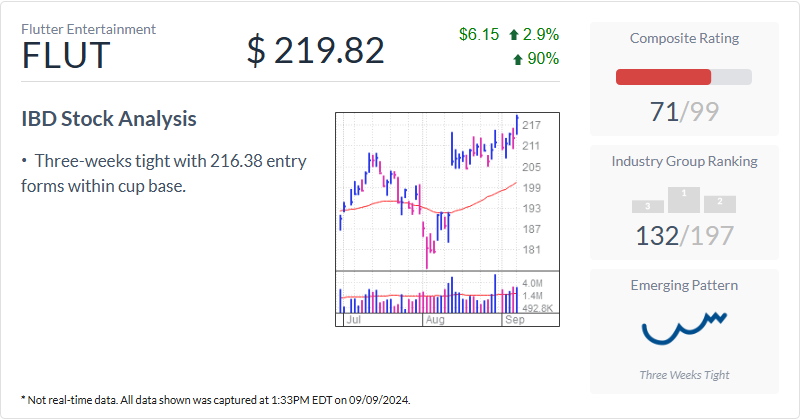 Flutter Entertainment
FLUT
$ 219.82
$6.15 2.9%
90%
IBD Stock Analysis
• Three-weeks tight with 216.38 entry
forms within cup base.
217
211
205
199
193
187
181
4.0M
1.4M
492.8K
Jul Aug Sep
Composite Rating
71/99
Industry Group Ranking
3 1 2
132/197
Emerging Pattern
Three Weeks Tight
* Not real-time data. All data shown was captured at 1:33PM EDT on 09/09/2024.